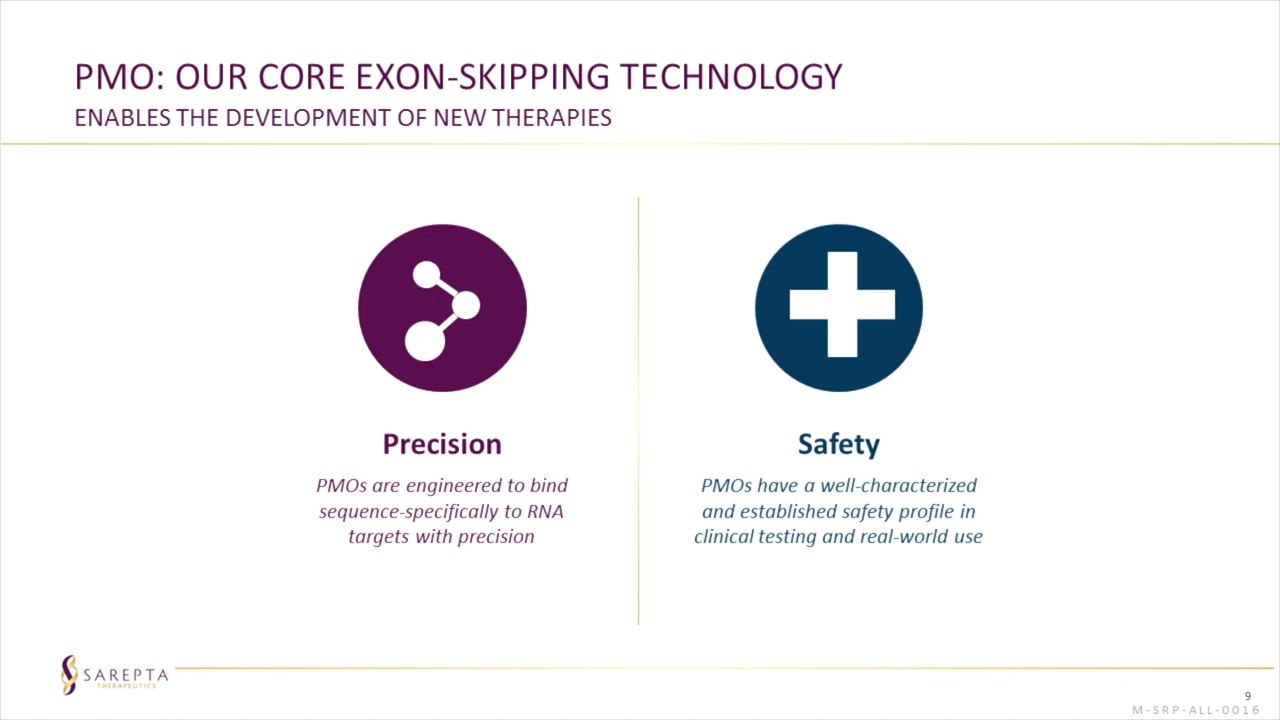 PMO: OUR CORE EXON-SKIPPING TECHNOLOGY
ENABLES THE DEVELOPMENT OF NEW THERAPIES
Precision
PMOs are engineered to bind
sequence-specifically to RNA
targets with precision
Safety
PMOs have a well-characterized
and established safety profile in
clinical testing and real-world use
SAREPTA
THERAPEUTICS
9
M-SRP-ALL-0016